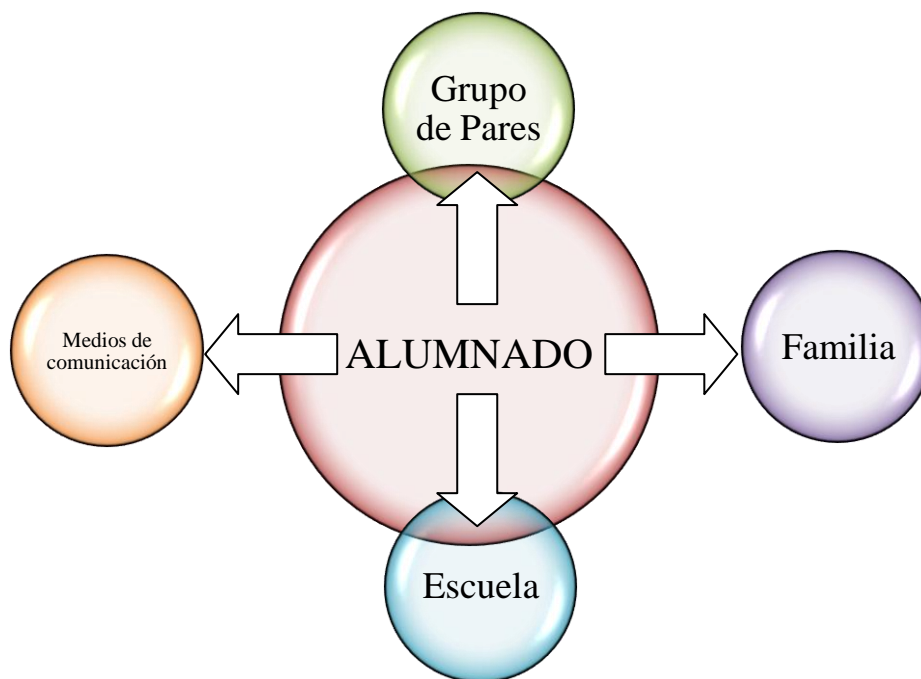 Grupo
de Pares
Medios de
comunicación
ALUMNADO
Familia
Escuela